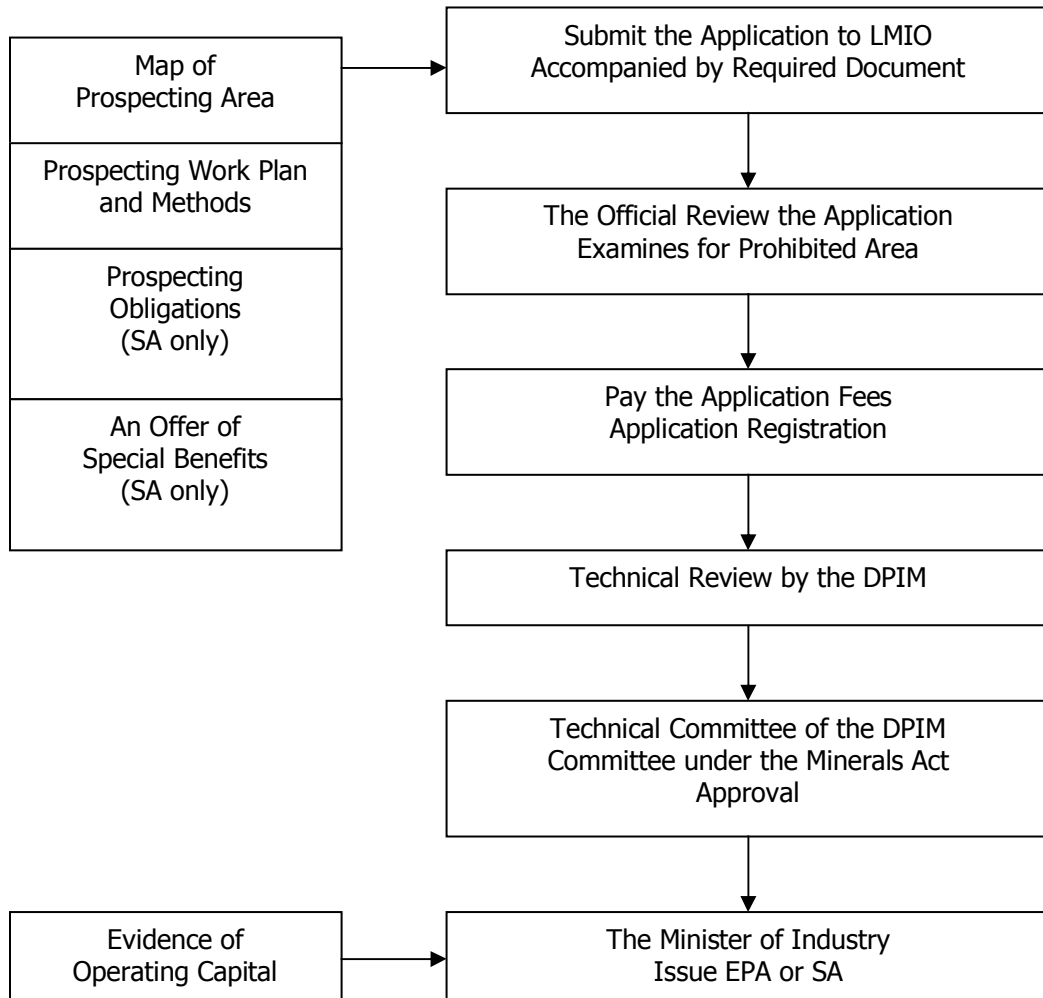 Map of
Prospecting Area
Prospecting Work Plan
and Methods
Prospecting
Obligations
(SA only)
An Offer of
Special Benefits
(SA only)
Submit the Application to LMIO
Accompanied by Required Document
The Official Review the Application
Examines for Prohibited Area
Pay the Application Fees
Application Registration
Technical Review by the DPIM
Technical Committee of the DPIM
Committee under the Minerals Act
Approval
Evidence of
Operating Capital
The Minister of Industry
Issue EPA or SA